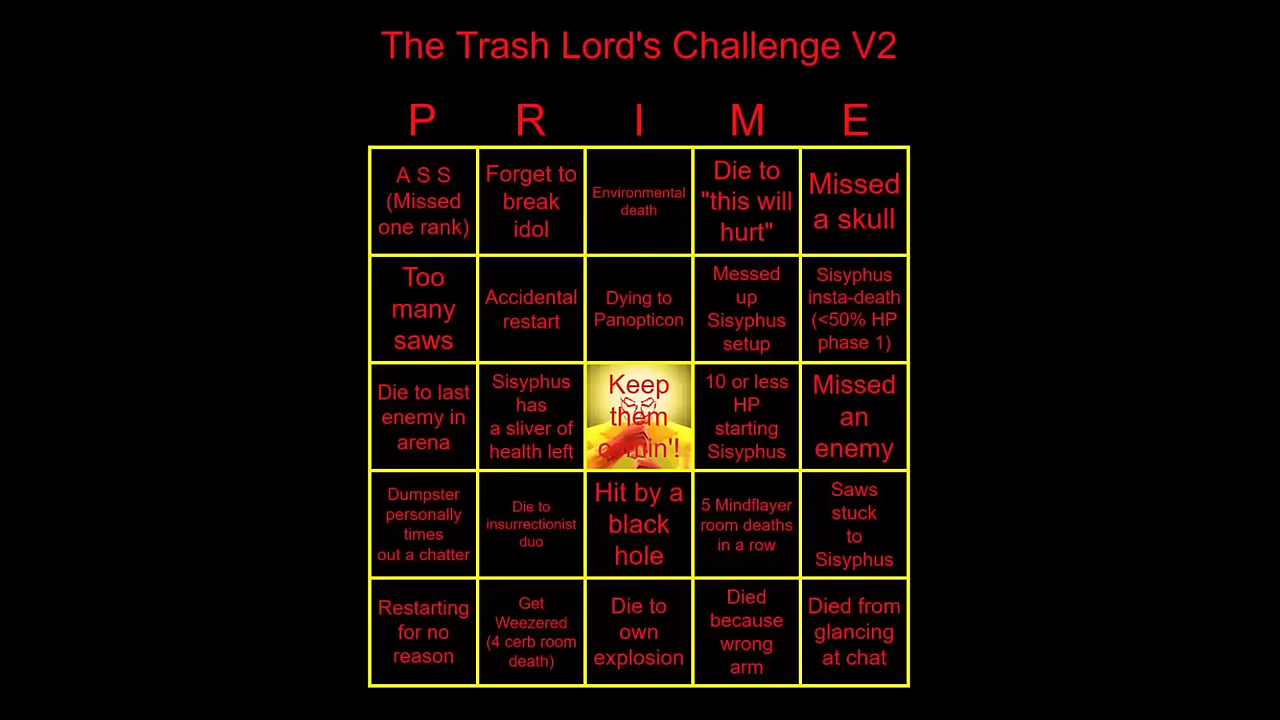 The Trash Lord's Challenge V2
P R I M E
A S S
(Missed
one rank)
Forget to
break
idol
Environmental
death
Die to
"this will
hurt"
Missed
a skull
Too
many
saws
Accidental
restart
Dying to
Panopticon
Messed
up
Sisyphus
setup
Sisyphus
insta-death
(<50% HP
phase 1)
Die to last
enemy in
arena
Sisyphus
has
a sliver of
health left
Keep
them
comin'!
10 or less
HP
starting
Sisyphus
Missed
an
enemy
Dumpster
personally
times
out a chatter
Die to
insurrectionist
duo
Hit by a
black
hole
5 Mindflayer
room deaths
in a row
Saws
stuck
to
Sisyphus
Restarting
for no
reason
Get
Weezered
(4 cerb room
death)
Die to
own
explosion
Died
because
wrong
arm
Died from
glancing
at chat